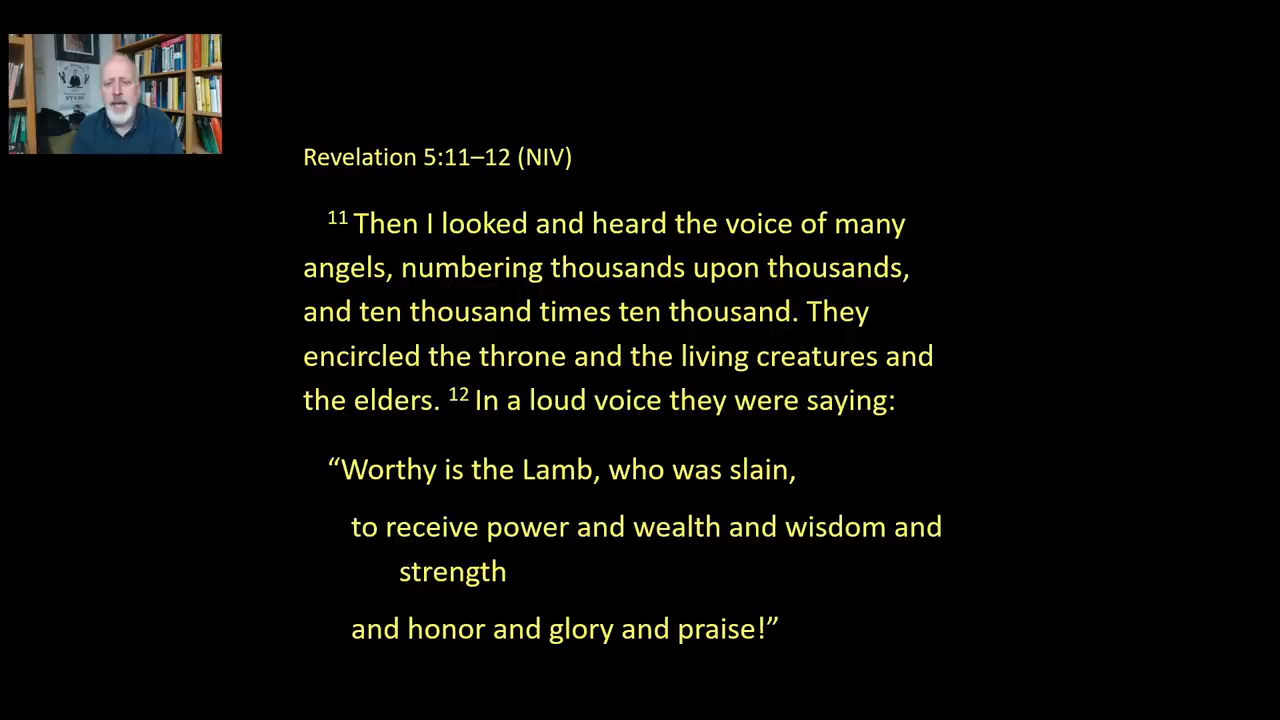 Revelation 5:11–12 (NIV)
11 Then I looked and heard the voice of many
angels, numbering thousands upon thousands,
and ten thousand times ten thousand. They
encircled the throne and the living creatures and
the elders. 12 In a loud voice they were saying:
“Worthy is the Lamb, who was slain,
to receive power and wealth and wisdom and
strength
and honor and glory and praise!”